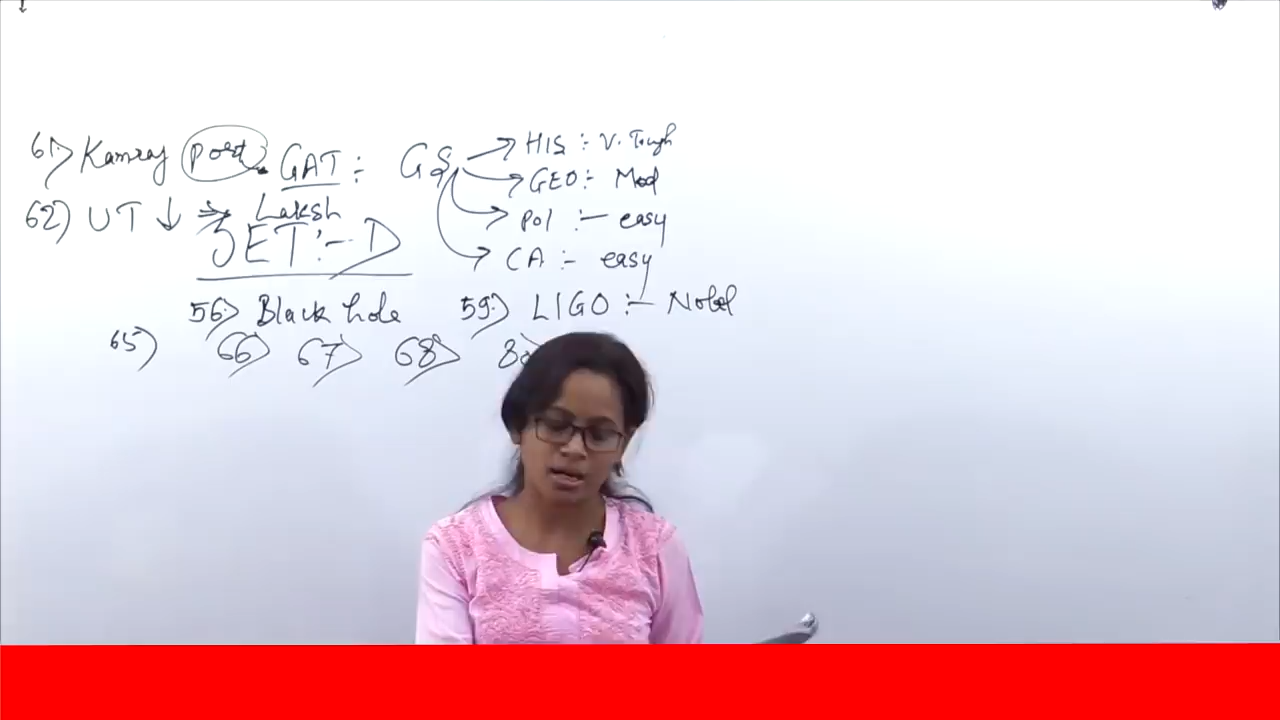 61) Kamraj port. GAT : GS → HIS : V. Tough
→ GEO :- Mod
62) UT ↓ ⇒ Laksh → Pol :- easy
SET :- D → CA :- easy
56) Black hole 59) LIGO :- Nobel
65) 66) 67) 68)